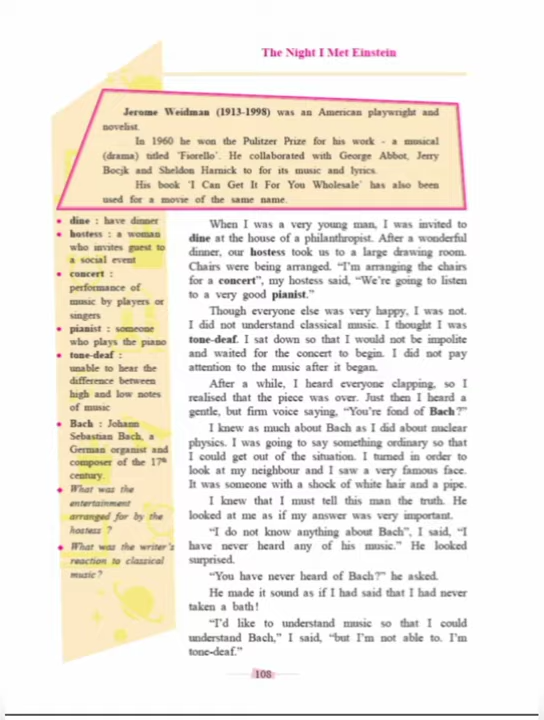 The Night I Met Einstein
Jerome Weidman (1913-1998) was an American playwright and
novelist.
In 1960 he won the Pulitzer Prize for his work - a musical
(drama) titled 'Fiorello'. He collaborated with George Abbot, Jerry
Bocjk and Sheldon Harnick to for its music and lyrics.
His book 'I Can Get It For You Wholesale' has also been
used for a movie of the same name.
• dine : have dinner
• hostess : a woman
who invites guest to
a social event
• concert :
performance of
music by players or
singers
• pianist : someone
who plays the piano
• tone-deaf :
unable to hear the
difference between
high and low notes
of music
• Bach : Johann
Sebastian Bach, a
German organist and
composer of the 17th
century.
• What was the
entertainment
arranged for by the
hostess ?
• What was the writer's
reaction to classical
music ?
When I was a very young man, I was invited to
dine at the house of a philanthropist. After a wonderful
dinner, our hostess took us to a large drawing room.
Chairs were being arranged. "I'm arranging the chairs
for a concert", my hostess said, "We're going to listen
to a very good pianist."
Though everyone else was very happy, I was not.
I did not understand classical music. I thought I was
tone-deaf. I sat down so that I would not be impolite
and waited for the concert to begin. I did not pay
attention to the music after it began.
After a while, I heard everyone clapping, so I
realised that the piece was over. Just then I heard a
gentle, but firm voice saying, "You're fond of Bach?"
I knew as much about Bach as I did about nuclear
physics. I was going to say something ordinary so that
I could get out of the situation. I turned in order to
look at my neighbour and I saw a very famous face.
It was someone with a shock of white hair and a pipe.
I knew that I must tell this man the truth. He
looked at me as if my answer was very important.
"I do not know anything about Bach", I said, "I
have never heard any of his music." He looked
surprised.
"You have never heard of Bach?" he asked.
He made it sound as if I had said that I had never
taken a bath!
"I'd like to understand music so that I could
understand Bach," I said, "but I'm not able to. I'm
tone-deaf."
108